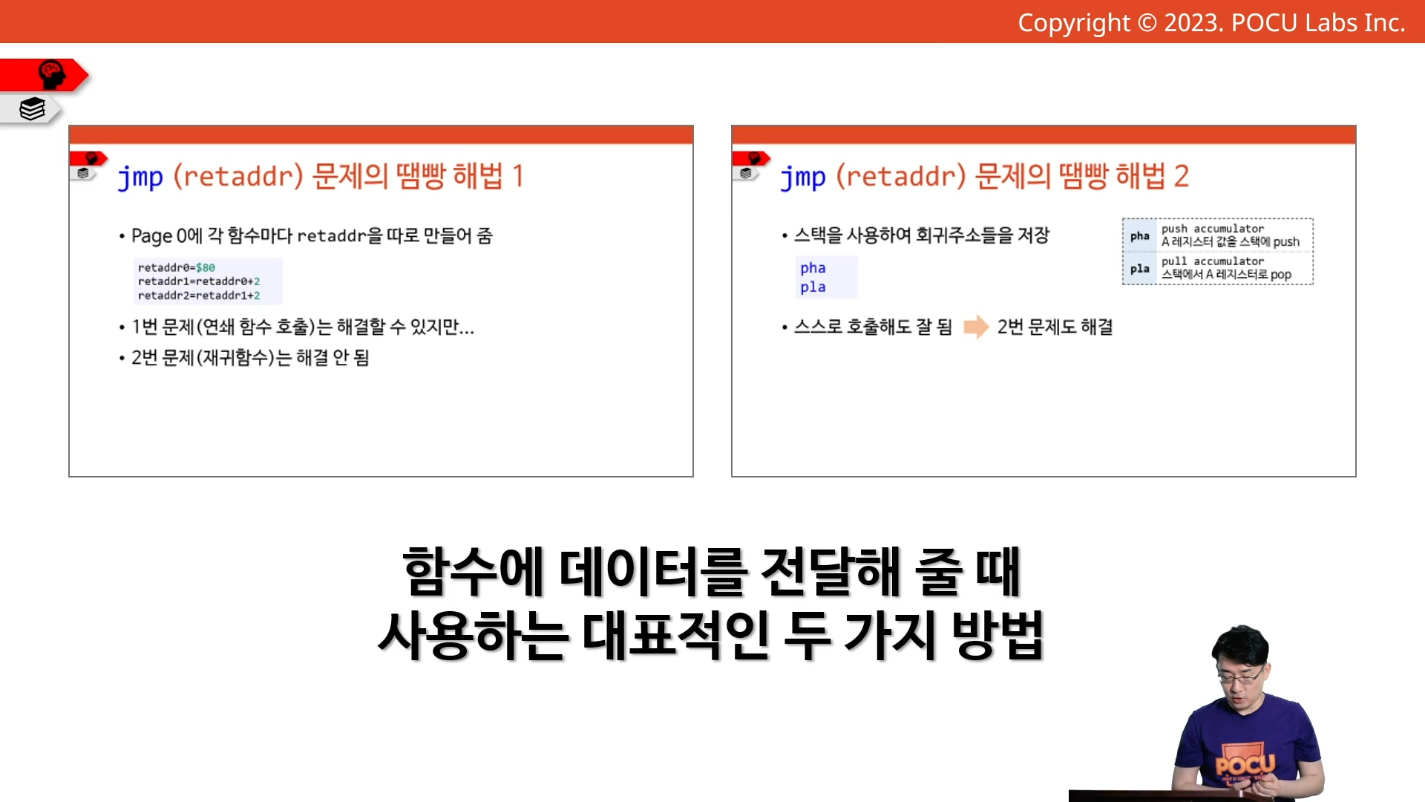 Copyright © 2023. POCU Labs Inc.
jmp (retaddr) 문제의 땜빵 해법 1
• Page 0에 각 함수마다 retaddr을 따로 만들어 줌
retaddr0=$80
retaddr1=retaddr0+2
retaddr2=retaddr1+2
• 1번 문제(연쇄 함수 호출)는 해결할 수 있지만...
• 2번 문제(재귀함수)는 해결 안 됨
jmp (retaddr) 문제의 땜빵 해법 2
• 스택을 사용하여 회귀주소들을 저장
pha
pla
pha push accumulator
A 레지스터 값을 스택에 push
pla pull accumulator
스택에서 A 레지스터로 pop
• 스스로 호출해도 잘 됨 2번 문제도 해결
함수에 데이터를 전달해 줄 때
사용하는 대표적인 두 가지 방법
POCU